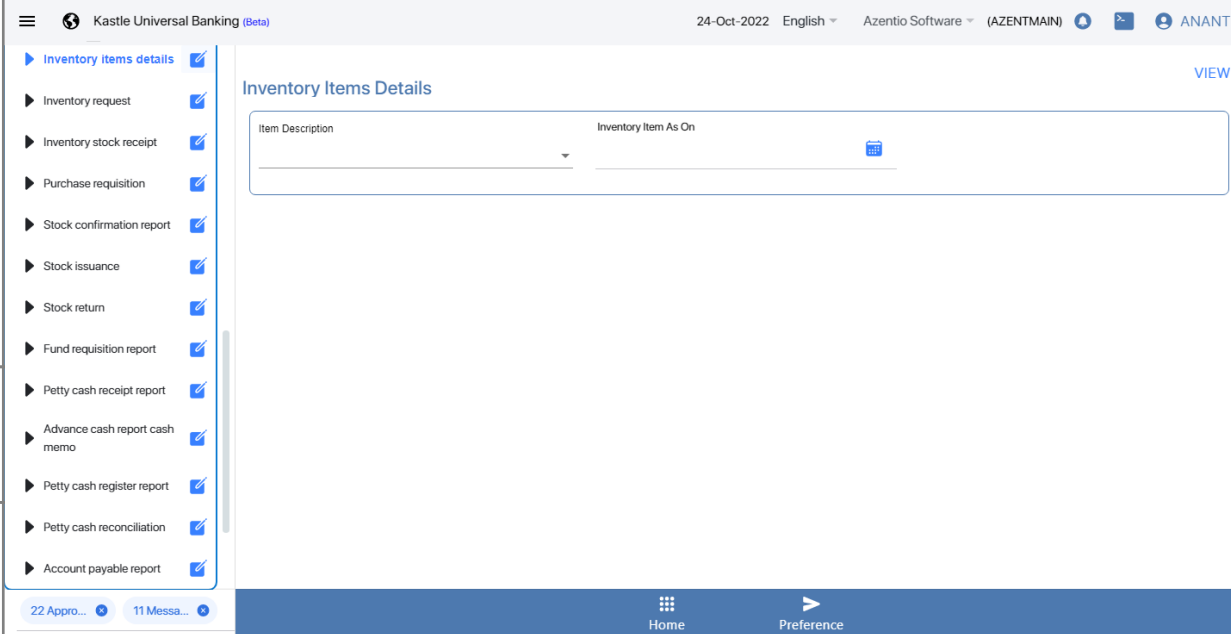 Kastle Universal Banking (Beta)
24-Oct-2022 English Azentio Software (AZENTMAIN) ANANT
Inventory items details
Inventory request
Inventory stock receipt
Purchase requisition
Stock confirmation report
Stock issuance
Stock return
Fund requisition report
Petty cash receipt report
Advance cash report cash
memo
Petty cash register report
Petty cash reconciliation
Account payable report
22 Appro...
11 Messa...
VIEW
Inventory Items Details
Item Description
Inventory Item As On
Home
Preference